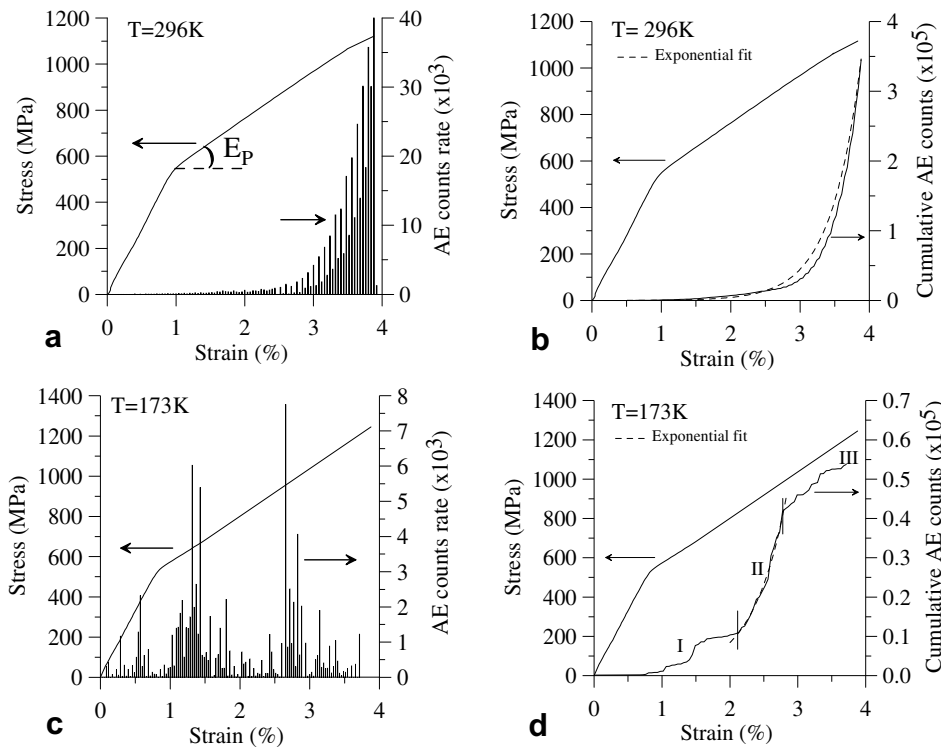 T=296K
Stress (MPa)
1200
1000
800
600
400
200
0
E_P
AE counts rate (x10^3)
40
30
20
10
0
0 1 2 3 4
Strain (%)
a
T=296K
Exponential fit
Stress (MPa)
1200
1000
800
600
400
200
0
Cumulative AE counts (x10^5)
4
3
2
1
0
0 1 2 3 4
Strain (%)
b
T=173K
Stress (MPa)
1400
1200
1000
800
600
400
200
0
AE counts rate (x10^3)
8
7
6
5
4
3
2
1
0
0 1 2 3 4
Strain (%)
c
T=173K
Exponential fit
Stress (MPa)
1400
1200
1000
800
600
400
200
0
I
II
III
Cumulative AE counts (x10^5)
0.7
0.6
0.5
0.4
0.3
0.2
0.1
0.0
0 1 2 3 4
Strain (%)
d